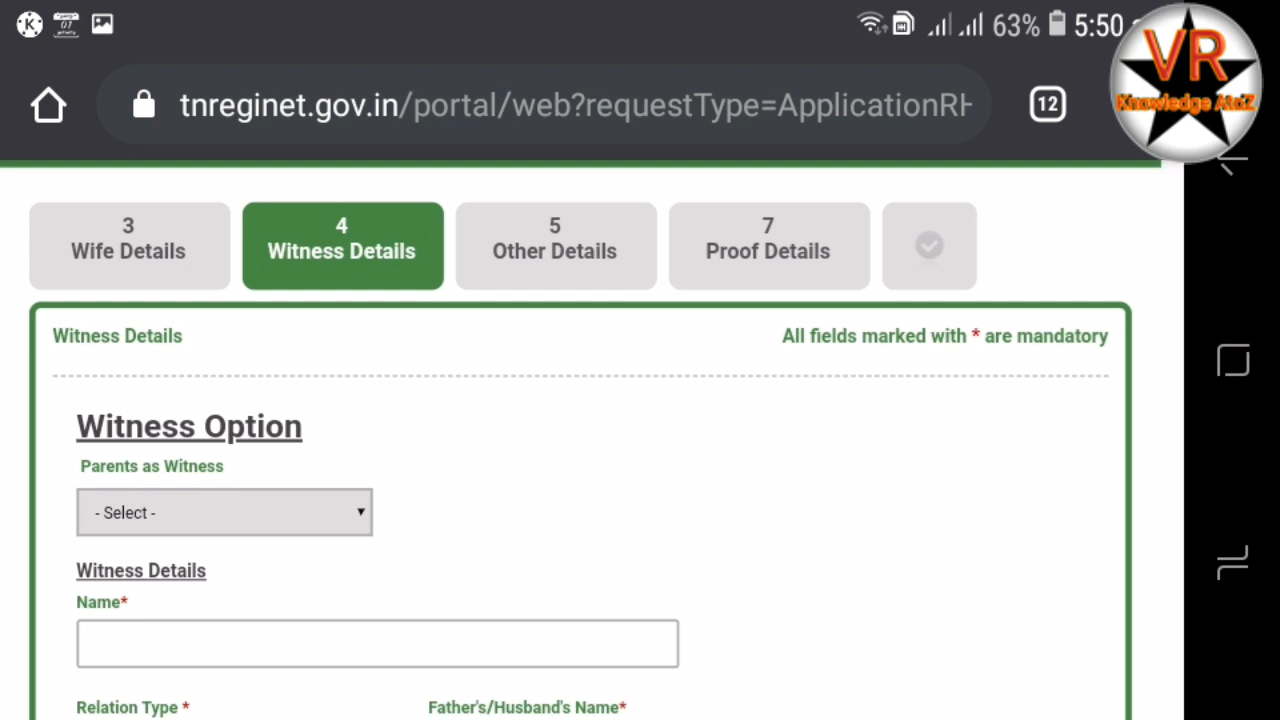 63% 5:50
tnreginet.gov.in/portal/web?requestType=ApplicationRH
12
VR
Knowledge AtoZ
3
Wife Details
4
Witness Details
5
Other Details
7
Proof Details
Witness Details
All fields marked with * are mandatory
Witness Option
Parents as Witness
- Select -
Witness Details
Name*
Relation Type *
Father's/Husband's Name*